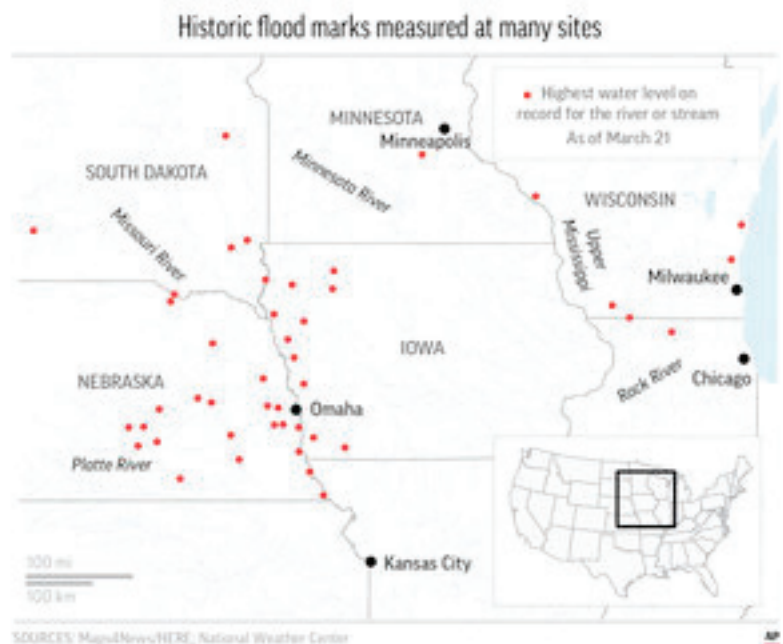 Historic flood marks measured at many sites
Highest water level on
record for the river or stream
As of March 21
MINNESOTA
Minneapolis
SOUTH DAKOTA
Minnesota River
WISCONSIN
Missouri River
Upper
Mississippi
Milwaukee
IOWA
NEBRASKA
Rock River
Chicago
Omaha
Platte River
Kansas City
100 mi
100 km
SOURCES: Maps4News/HERE; National Weather Center
AP